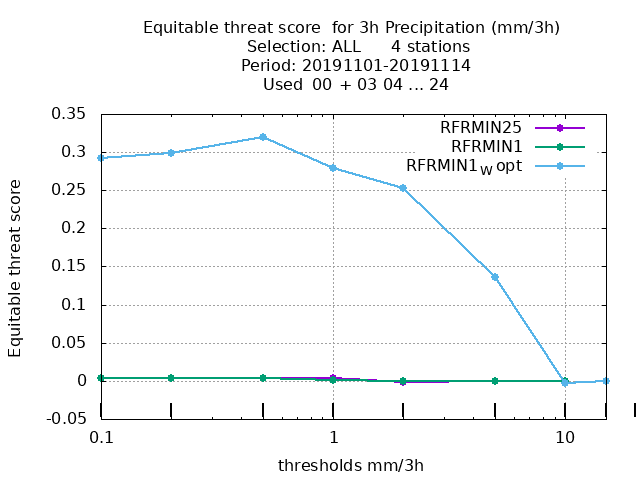 Equitable threat score  for 3h Precipitation (mm/3h)
Selection: ALL      4 stations
Period: 20191101-20191114
Used  00  + 03 04 ... 24
0.35
0.3
0.25
0.2
0.15
0.1
0.05
0
-0.05
Equitable threat score
RFRMIN25
RFRMIN1
RFRMIN1W opt
0.1
1
10
thresholds mm/3h